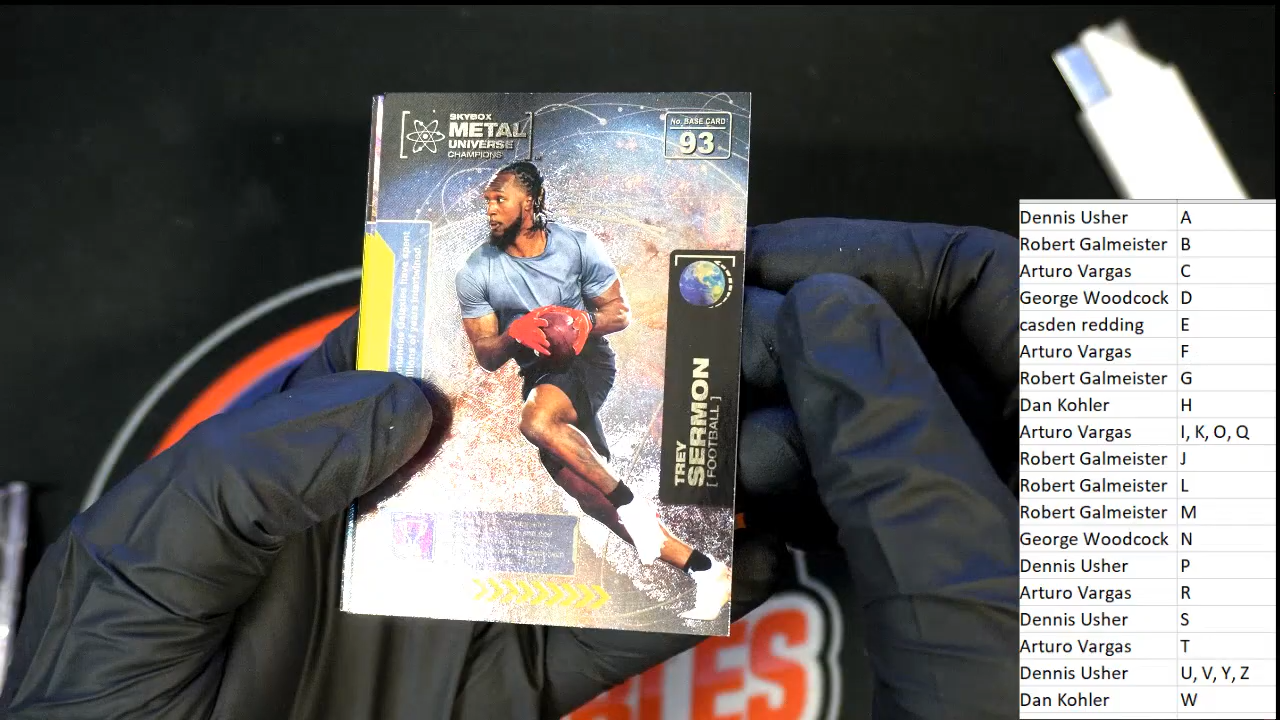 SKYBOX
METAL
UNIVERSE
CHAMPIONS
No. BASE CARD
93
TREY
SERMON
[ FOOTBALL ]
Dennis Usher A
Robert Galmeister B
Arturo Vargas C
George Woodcock D
casden redding E
Arturo Vargas F
Robert Galmeister G
Dan Kohler H
Arturo Vargas I, K, O, Q
Robert Galmeister J
Robert Galmeister L
Robert Galmeister M
George Woodcock N
Dennis Usher P
Arturo Vargas R
Dennis Usher S
Arturo Vargas T
Dennis Usher U, V, Y, Z
Dan Kohler W